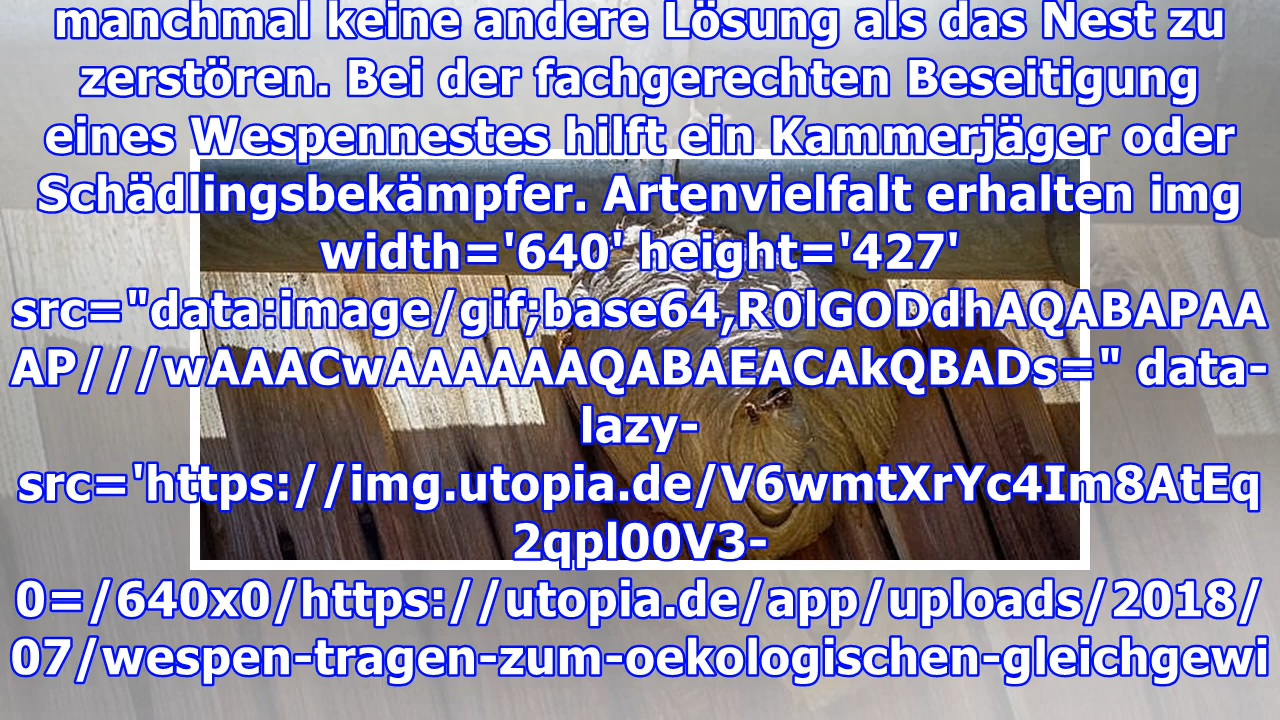 manchmal keine andere Lösung als das Nest zu
zerstören. Bei der fachgerechten Beseitigung
eines Wespennestes hilft ein Kammerjäger oder
Schädlingsbekämpfer. Artenvielfalt erhalten img
width='640' height='427'
src="data:image/gif;base64,R0lGODdhAQABAPAA
AP///wAAACwAAAAAAQABAEACAkQBADs=" data-
lazy-
src='https://img.utopia.de/V6wmtXrYc4Im8AtEq
2qpl00V3-
0=/640x0/https://utopia.de/app/uploads/2018/
07/wespen-tragen-zum-oekologischen-gleichgewi